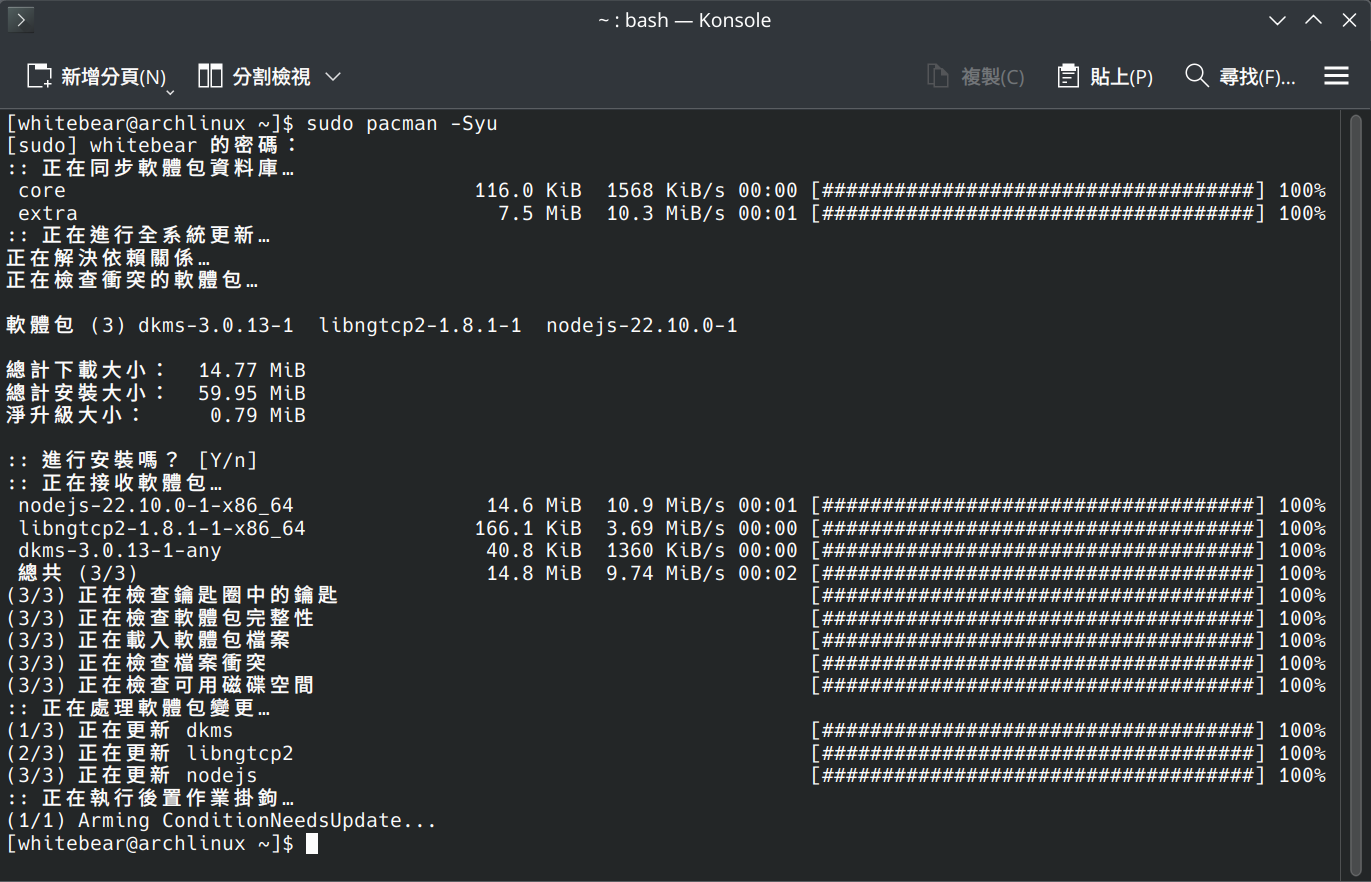 ~ : bash — Konsole
新增分頁(N) 分割檢視 複製(C) 貼上(P) 尋找(F)...
[whitebear@archlinux ~]$ sudo pacman -Syu
[sudo] whitebear 的密碼：
:: 正在同步軟體包資料庫…
core 116.0 KiB 1568 KiB/s 00:00 [####################################] 100%
extra 7.5 MiB 10.3 MiB/s 00:01 [####################################] 100%
:: 正在進行全系統更新…
正在解決依賴關係…
正在檢查衝突的軟體包…
軟體包 (3) dkms-3.0.13-1 libngtcp2-1.8.1-1 nodejs-22.10.0-1
總計下載大小： 14.77 MiB
總計安裝大小： 59.95 MiB
淨升級大小： 0.79 MiB
:: 進行安裝嗎？ [Y/n]
:: 正在接收軟體包…
nodejs-22.10.0-1-x86_64 14.6 MiB 10.9 MiB/s 00:01 [####################################] 100%
libngtcp2-1.8.1-1-x86_64 166.1 KiB 3.69 MiB/s 00:00 [####################################] 100%
dkms-3.0.13-1-any 40.8 KiB 1360 KiB/s 00:00 [####################################] 100%
總共 (3/3) 14.8 MiB 9.74 MiB/s 00:02 [####################################] 100%
(3/3) 正在檢查鑰匙圈中的鑰匙 [####################################] 100%
(3/3) 正在檢查軟體包完整性 [####################################] 100%
(3/3) 正在載入軟體包檔案 [####################################] 100%
(3/3) 正在檢查檔案衝突 [####################################] 100%
(3/3) 正在檢查可用磁碟空間 [####################################] 100%
:: 正在處理軟體包變更…
(1/3) 正在更新 dkms [####################################] 100%
(2/3) 正在更新 libngtcp2 [####################################] 100%
(3/3) 正在更新 nodejs [####################################] 100%
:: 正在執行後置作業掛鉤…
(1/1) Arming ConditionNeedsUpdate...
[whitebear@archlinux ~]$